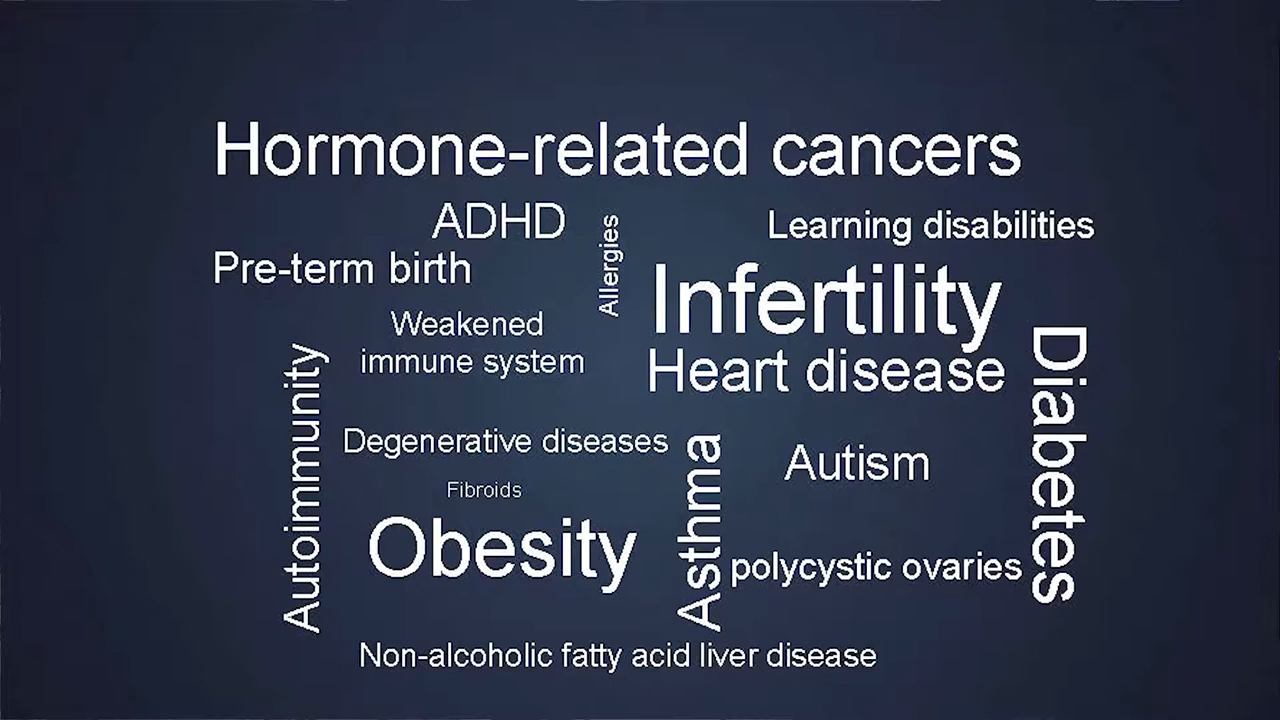 Hormone-related cancers
ADHD
Allergies
Learning disabilities
Pre-term birth
Infertility
Weakened
immune system
Heart disease
Diabetes
Autoimmunity
Degenerative diseases
Asthma
Autism
Fibroids
Obesity
polycystic ovaries
Non-alcoholic fatty acid liver disease